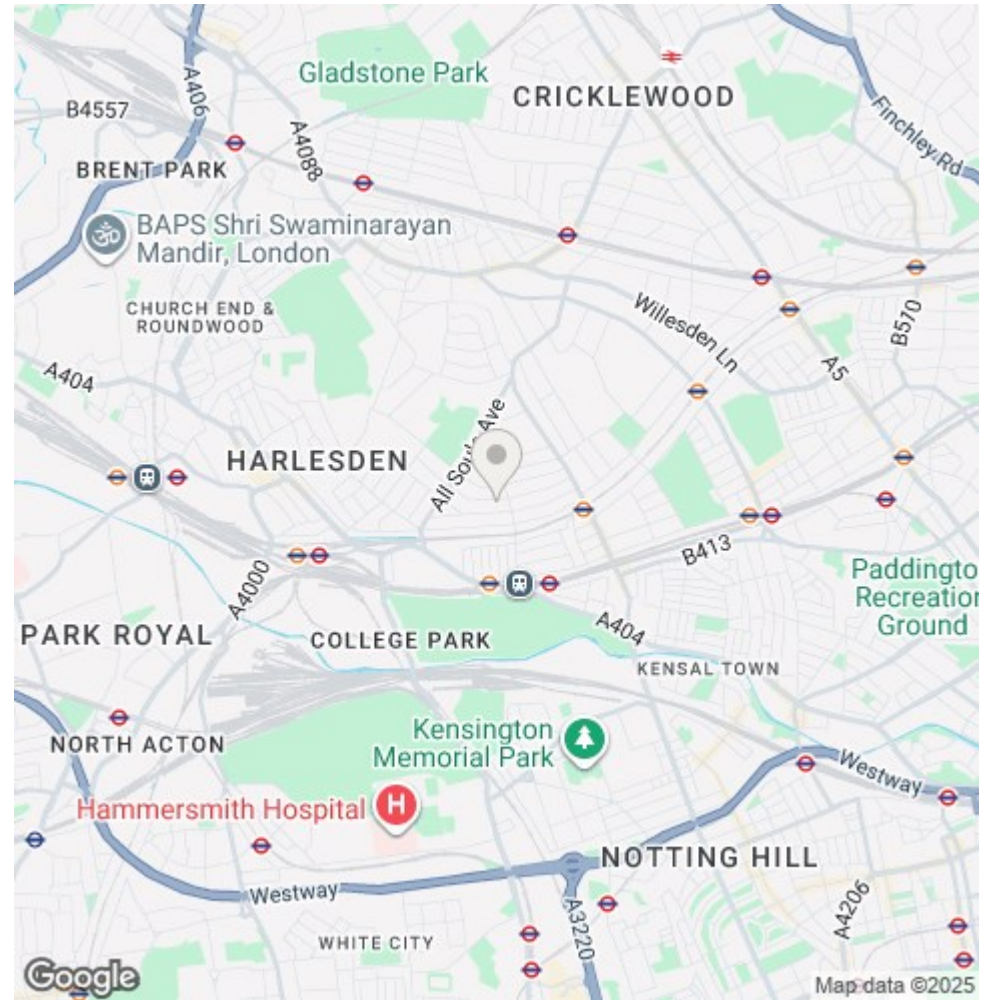 Gladstone Park
CRICKLEWOOD
A406
B4557
A4088
Finchley Rd
BRENT PARK
BAPS Shri Swaminarayan
Mandir, London
CHURCH END &
ROUNDWOOD
Willesden Ln
B510
A404
A5
All Souls Ave
HARLESDEN
B413
A4000
Paddingto
Recreation
Ground
PARK ROYAL
COLLEGE PARK
A404
KENSAL TOWN
NORTH ACTON
Kensington
Memorial Park
Westway
Hammersmith Hospital
H
NOTTING HILL
Westway
A3220
A4206
WHITE CITY
Google
Map data ©2025